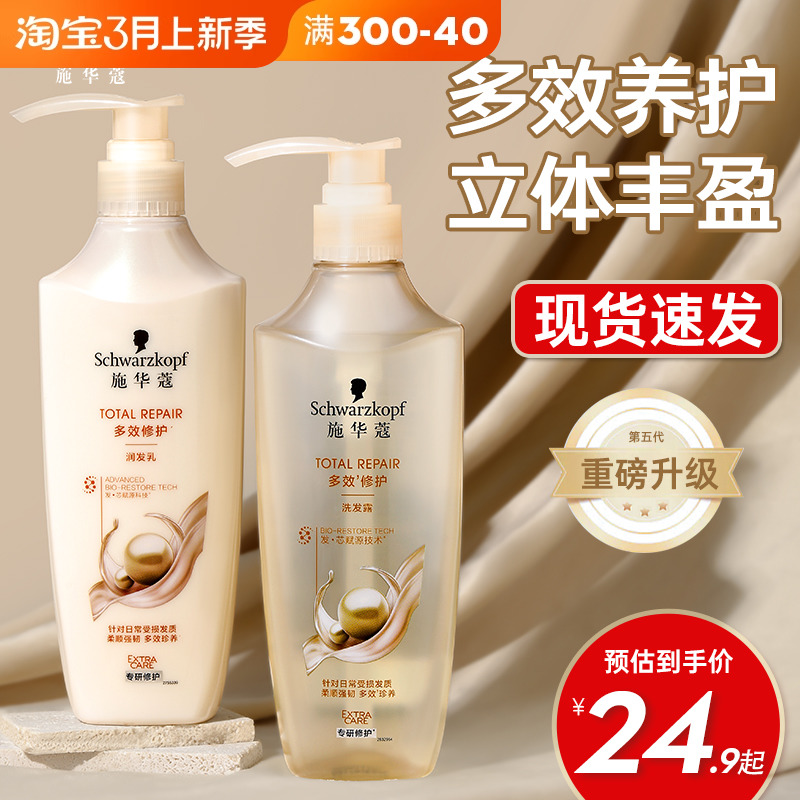 淘宝3月上新季
满300-40
施华蔻
多效养护
立体丰盈
现货速发
第五代
重磅升级
预估到手价
¥24.9起
Schwarzkopf
施华蔻
TOTAL REPAIR
多效修护
润发乳
ADVANCED
BIO-RESTORE TECH
发·芯赋源科技
针对日常受损发质
柔顺强韧 多效珍养
EXTRA
CARE
专研修护
Schwarzkopf
施华蔻
TOTAL REPAIR
多效修护
洗发露
BIO-RESTORE TECH
发·芯赋源技术
针对日常受损发质
柔顺强韧 多效珍养
EXTRA
CARE
专研修护